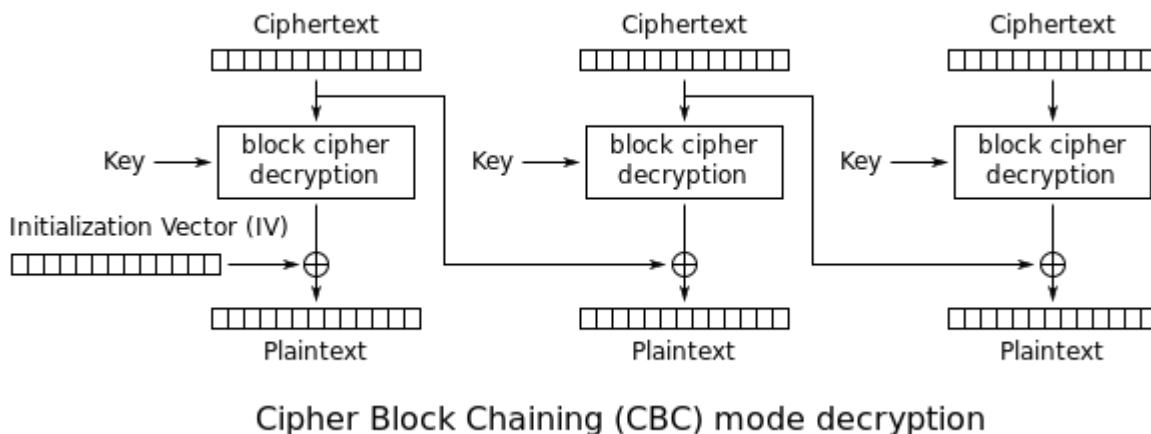 Ciphertext
Ciphertext
Ciphertext
Key
block cipher
decryption
Key
block cipher
decryption
Key
block cipher
decryption
Initialization Vector (IV)
Plaintext
Plaintext
Plaintext
Cipher Block Chaining (CBC) mode decryption